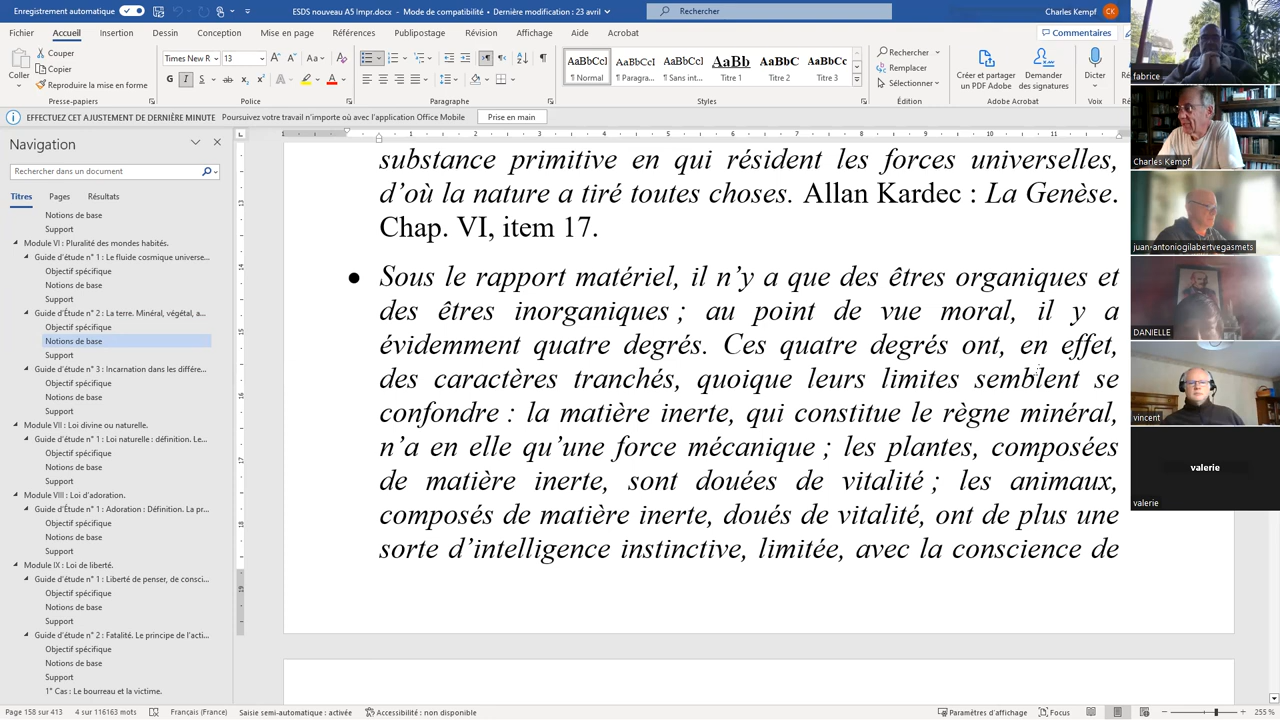 Enregistrement automatique
ESDS nouveau A5 Impr.docx - Mode de compatibilité • Dernière modification : 23 avril
Rechercher
Charles Kempf
CK
Fichier Accueil Insertion Dessin Conception Mise en page Références Publipostage Révision Affichage Aide Acrobat
Commentaires
Coller
Couper
Copier
Reproduire la mise en forme
Presse-papiers
Times New R
13
Police
Paragraphe
AaBbCcI AaBbCcI AaBbCcI AaBb AaBbC AaBbCc
¶ Normal ¶ Paragra... ¶ Sans int... Titre 1 Titre 2 Titre 3
Styles
Rechercher
Remplacer
Sélectionner
Édition
Créer et partager un PDF Adobe
Demander des signatures
Adobe Acrobat
Dicter
Voix
EFFECTUEZ CET AJUSTEMENT DE DERNIÈRE MINUTE Poursuivez votre travail n'importe où avec l'application Office Mobile
Prise en main
Navigation
Rechercher dans un document
Titres Pages Résultats
Notions de base
Support
Module VI : Pluralité des mondes habités.
Guide d'étude n° 1 : Le fluide cosmique universe...
Objectif spécifique
Notions de base
Support
Guide d'Étude n° 2 : La terre. Minéral, végétal, a...
Objectif spécifique
Notions de base
Support
Guide d'étude n° 3 : Incarnation dans les différe...
Objectif spécifique
Notions de base
Support
Module VII : Loi divine ou naturelle.
Guide d'étude n° 1 : Loi naturelle : définition. Le...
Objectif spécifique
Notions de base
Support
Module VIII : Loi d'adoration.
Guide d'Étude n° 1 : Adoration : Définition. La pr...
Objectif spécifique
Notions de base
Support
Module IX : Loi de liberté.
Guide d'étude n° 1 : Liberté de penser, de consci...
Objectif spécifique
Notions de base
Support
Guide d'étude n° 2 : Fatalité. Le principe de l'acti...
Objectif spécifique
Notions de base
Support
1° Cas : Le bourreau et la victime.
substance primitive en qui résident les forces universelles,
d'où la nature a tiré toutes choses. Allan Kardec : La Genèse.
Chap. VI, item 17.
● Sous le rapport matériel, il n'y a que des êtres organiques et
des êtres inorganiques ; au point de vue moral, il y a
évidemment quatre degrés. Ces quatre degrés ont, en effet,
des caractères tranchés, quoique leurs limites semblent se
confondre : la matière inerte, qui constitue le règne minéral,
n'a en elle qu'une force mécanique ; les plantes, composées
de matière inerte, sont douées de vitalité ; les animaux,
composés de matière inerte, doués de vitalité, ont de plus une
sorte d'intelligence instinctive, limitée, avec la conscience de
fabrice
Charles Kempf
juan-antoniogilabertvegasmets
DANIELLE
vincent
valerie
valerie
Page 158 sur 413 4 sur 116163 mots Français (France) Saisie semi-automatique : activée Accessibilité : non disponible
Paramètres d'affichage Focus 255 %